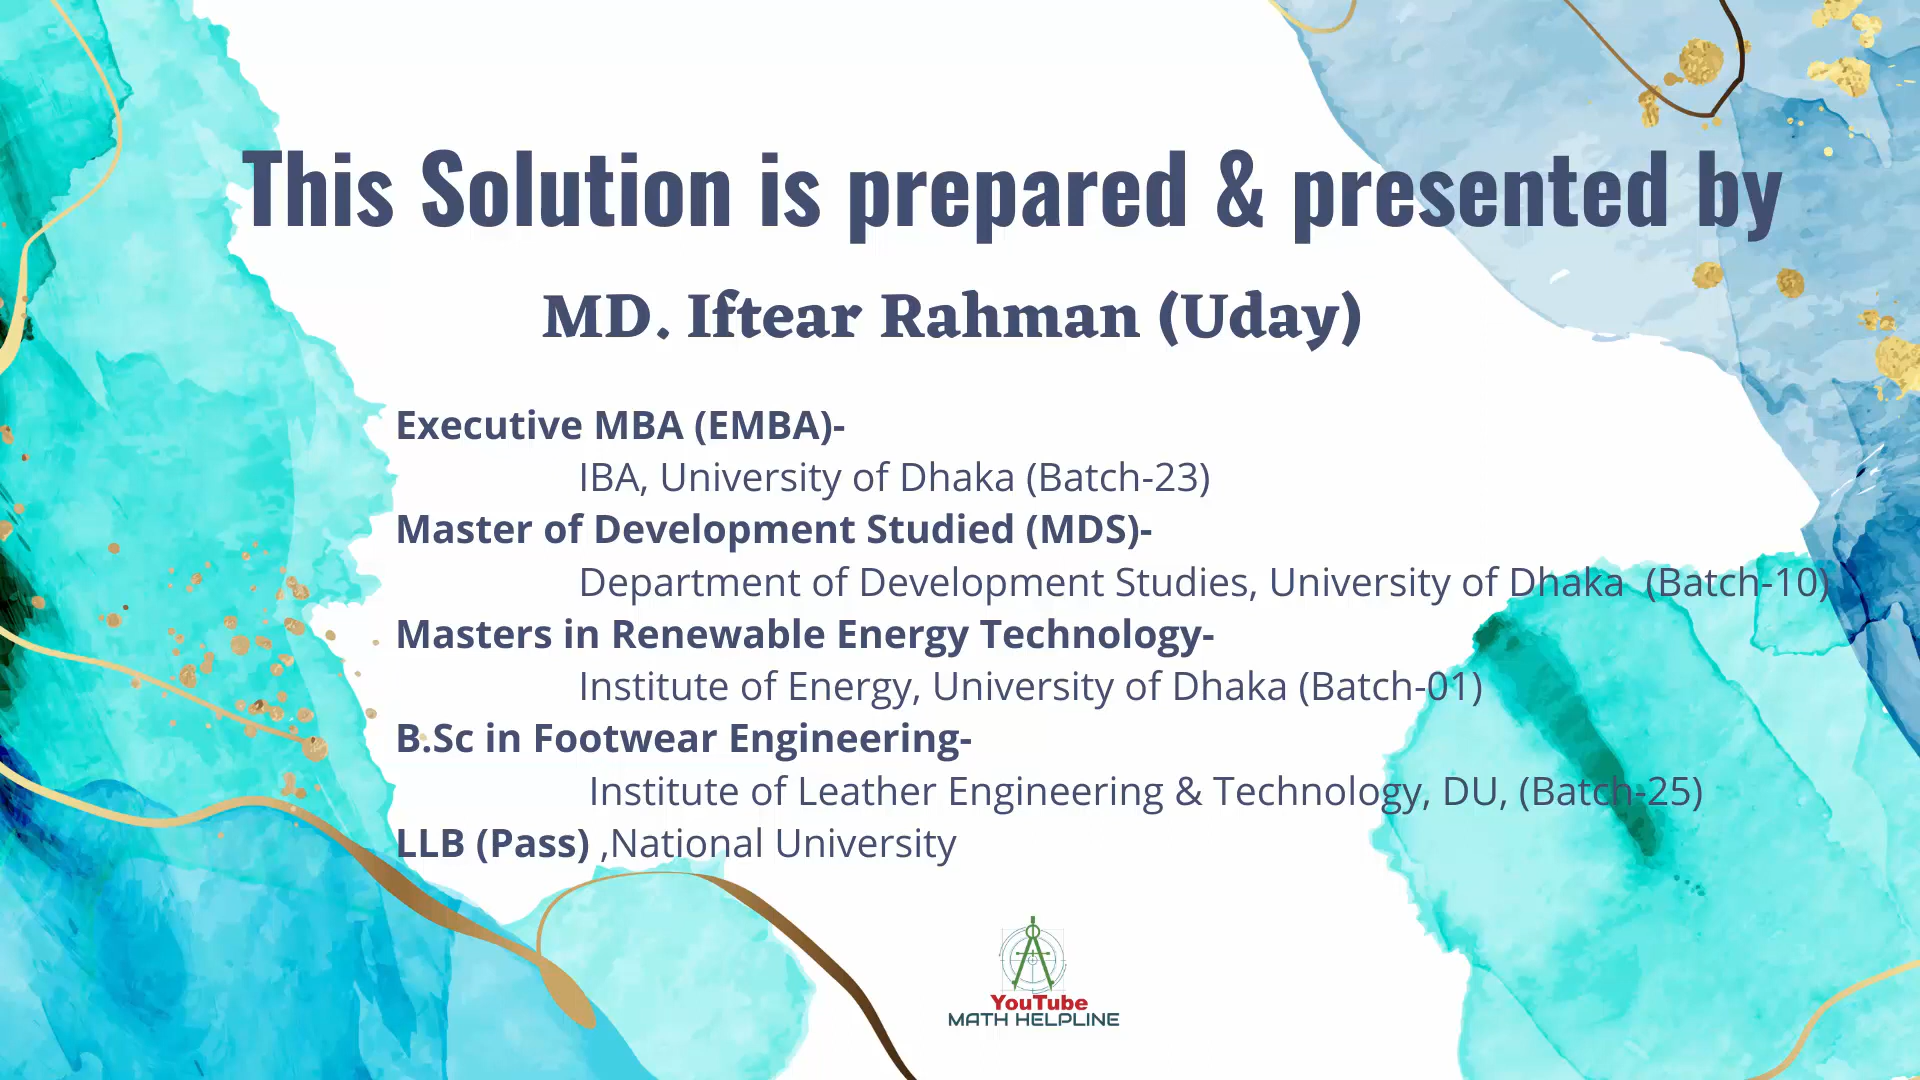 This Solution is prepared & presented by
MD. Iftear Rahman (Uday)
Executive MBA (EMBA)-
IBA, University of Dhaka (Batch-23)
Master of Development Studied (MDS)-
Department of Development Studies, University of Dhaka (Batch-10)
Masters in Renewable Energy Technology-
Institute of Energy, University of Dhaka (Batch-01)
B.Sc in Footwear Engineering-
Institute of Leather Engineering & Technology, DU, (Batch-25)
LLB (Pass) ,National University
YouTube
MATH HELPLINE